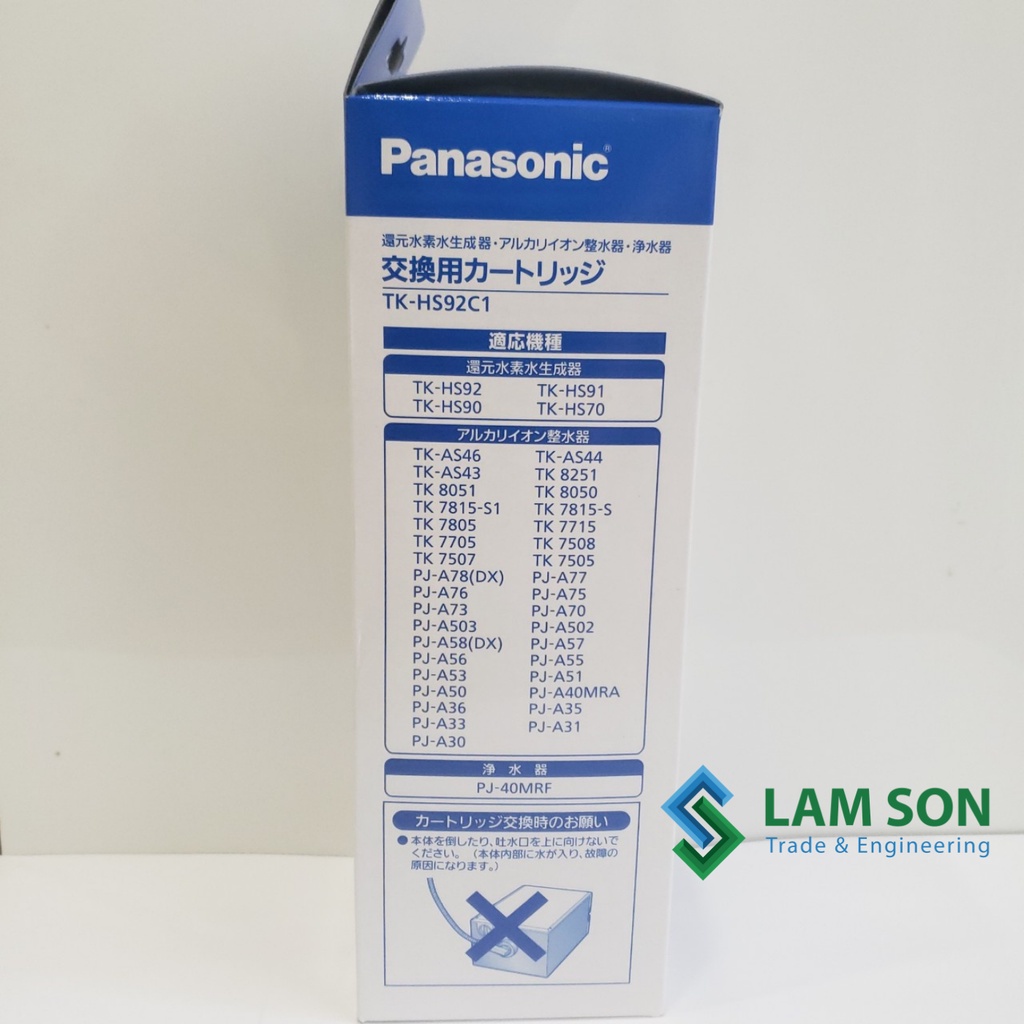 Panasonic®
還元水素水生成器・アルカリイオン整水器・浄水器
交換用カートリッジ
TK-HS92C1
適応機種
還元水素水生成器
TK-HS92 TK-HS91
TK-HS90 TK-HS70
アルカリイオン整水器
TK-AS46 TK-AS44
TK-AS43 TK 8251
TK 8051 TK 8050
TK 7815-S1 TK 7815-S
TK 7805 TK 7715
TK 7705 TK 7508
TK 7507 TK 7505
PJ-A78(DX) PJ-A77
PJ-A76 PJ-A75
PJ-A73 PJ-A70
PJ-A503 PJ-A502
PJ-A58(DX) PJ-A57
PJ-A56 PJ-A55
PJ-A53 PJ-A51
PJ-A50 PJ-A40MRA
PJ-A36 PJ-A35
PJ-A33 PJ-A31
PJ-A30
浄水器
PJ-40MRF
カートリッジ交換時のお願い
●本体を倒したり、吐水口を上に向けないで
ください。（本体内部に水が入り、故障の
原因になります。）
LAM SON
Trade & Engineering